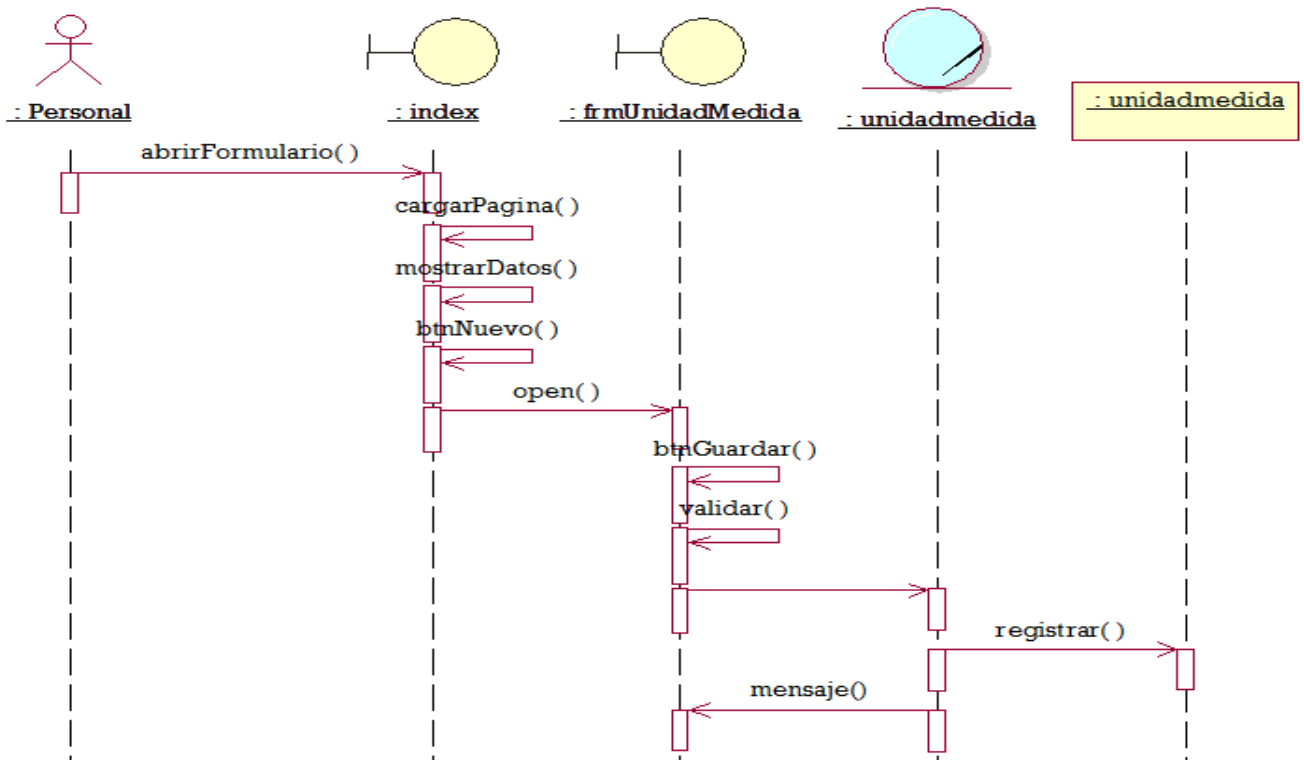 : Personal
: index
: frmUnidadMedida
: unidadmedida
: unidadmedida
abrirFormulario( )
cargarPagina( )
mostrarDatos( )
btnNuevo( )
open( )
btnGuardar( )
validar( )
registrar( )
mensaje()